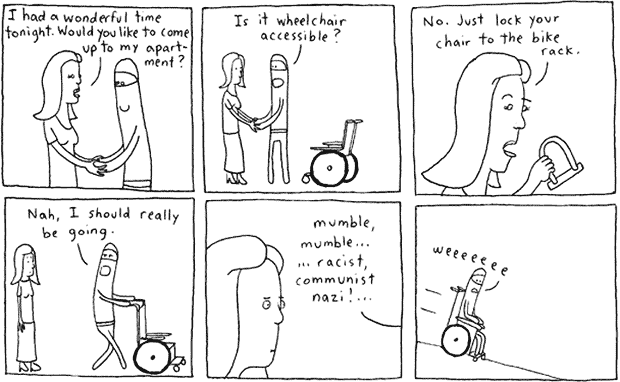 I had a wonderful time
tonight. Would you like to come
up to my apart-
ment?
Is it wheelchair
accessible?
No. Just lock your
chair to the bike
rack.
Nah, I should really
be going.
mumble,
mumble...
... racist,
communist
nazi!...
weeeeeee